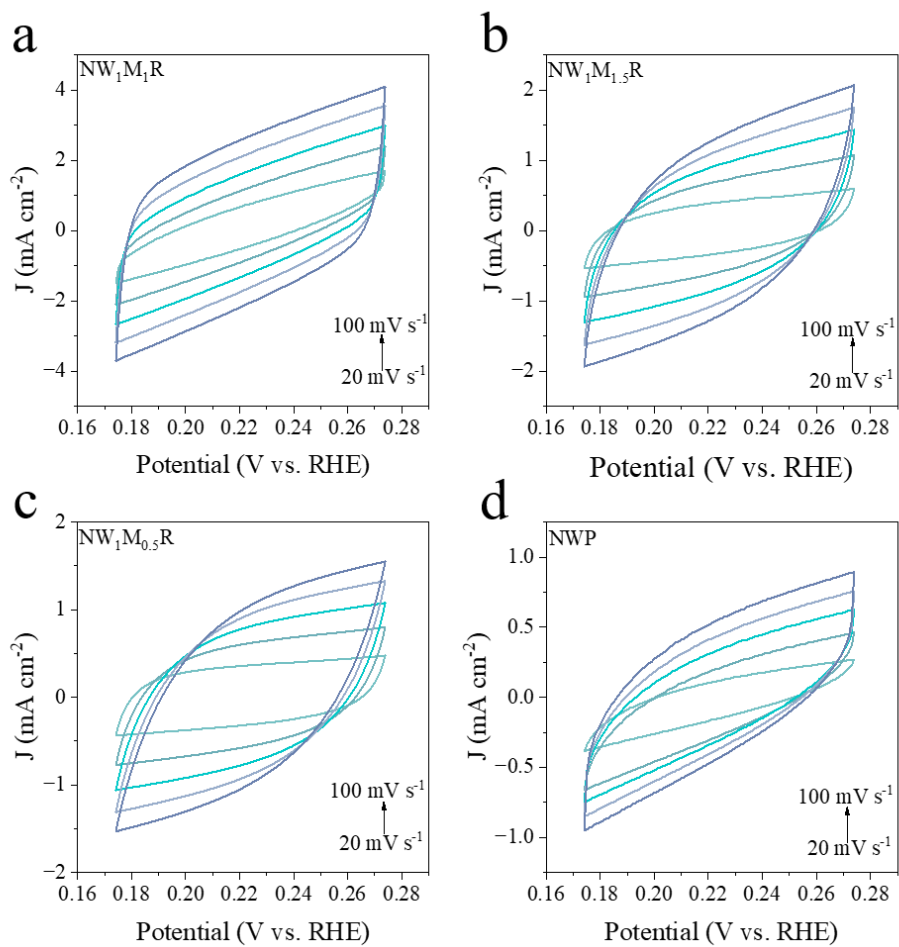 a
NW₁M₁R
4
2
0
−2
−4
J (mA cm⁻²)
100 mV s⁻¹
20 mV s⁻¹
0.16 0.18 0.20 0.22 0.24 0.26 0.28
Potential (V vs. RHE)
b
NW₁M₁.₅R
2
1
0
−1
−2
J (mA cm⁻²)
100 mV s⁻¹
20 mV s⁻¹
0.16 0.18 0.20 0.22 0.24 0.26 0.28
Potential (V vs. RHE)
c
NW₁M₀.₅R
2
1
0
−1
−2
J (mA cm⁻²)
100 mV s⁻¹
20 mV s⁻¹
0.16 0.18 0.20 0.22 0.24 0.26 0.28
Potential (V vs. RHE)
d
NWP
1.0
0.5
0.0
−0.5
−1.0
J (mA cm⁻²)
100 mV s⁻¹
20 mV s⁻¹
0.16 0.18 0.20 0.22 0.24 0.26 0.28
Potential (V vs. RHE)